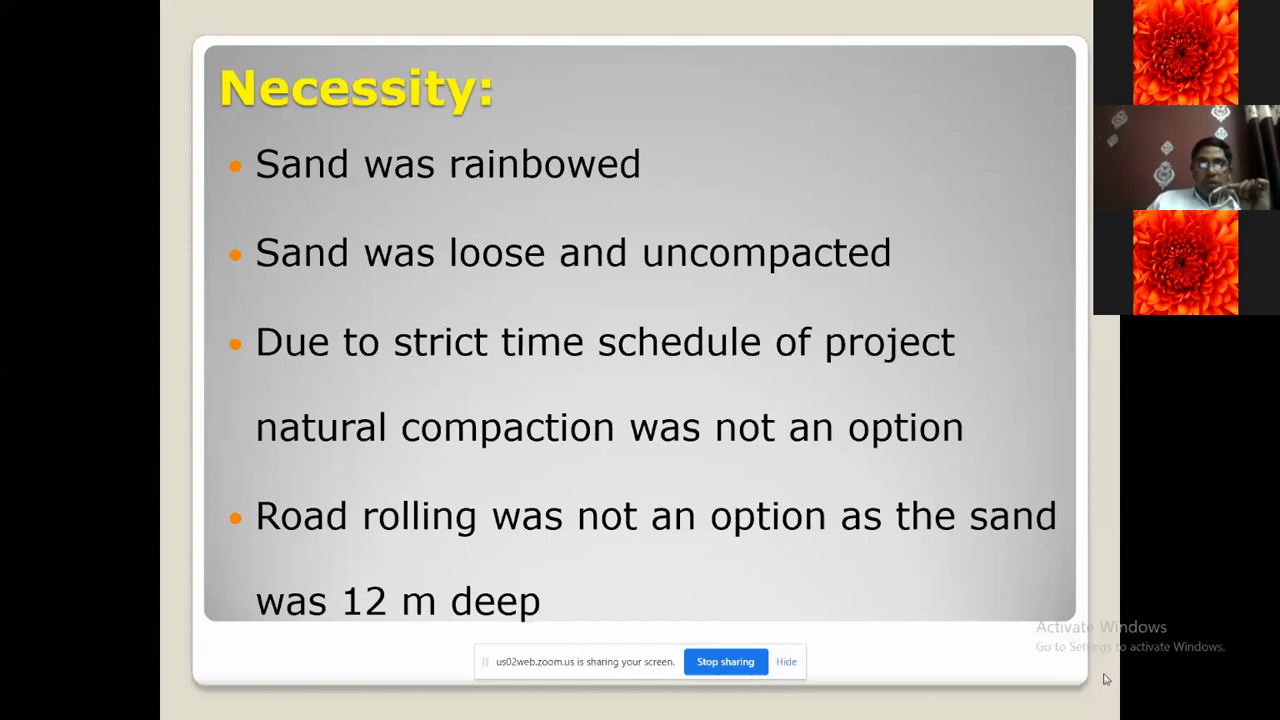 Necessity:
Sand was rainbowed
Sand was loose and uncompacted
Due to strict time schedule of project
natural compaction was not an option
Road rolling was not an option as the sand
was 12 m deep
Activate Windows
Go to Settings to activate Windows.
us02web.zoom.us is sharing your screen. Stop sharing Hide